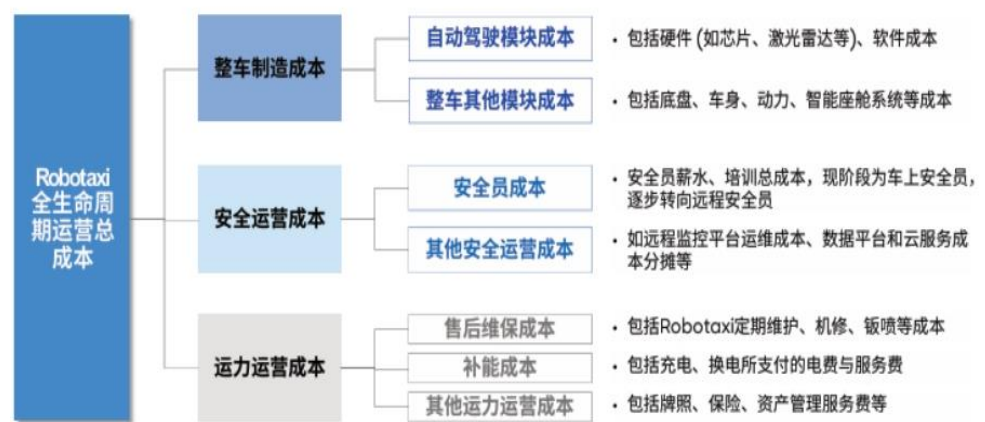 Robotaxi
全生命周
期运营总
成本
整车制造成本
自动驾驶模块成本
• 包括硬件 (如芯片、激光雷达等)、软件成本
整车其他模块成本
• 包括底盘、车身、动力、智能座舱系统等成本
安全运营成本
安全员成本
• 安全员薪水、培训总成本，现阶段为车上安全员，
逐步转向远程安全员
其他安全运营成本
• 如远程监控平台运维成本、数据平台和云服务成
本分摊等
运力运营成本
售后维保成本
• 包括Robotaxi定期维护、机修、钣喷等成本
补能成本
• 包括充电、换电所支付的电费与服务费
其他运力运营成本
• 包括牌照、保险、资产管理服务费等